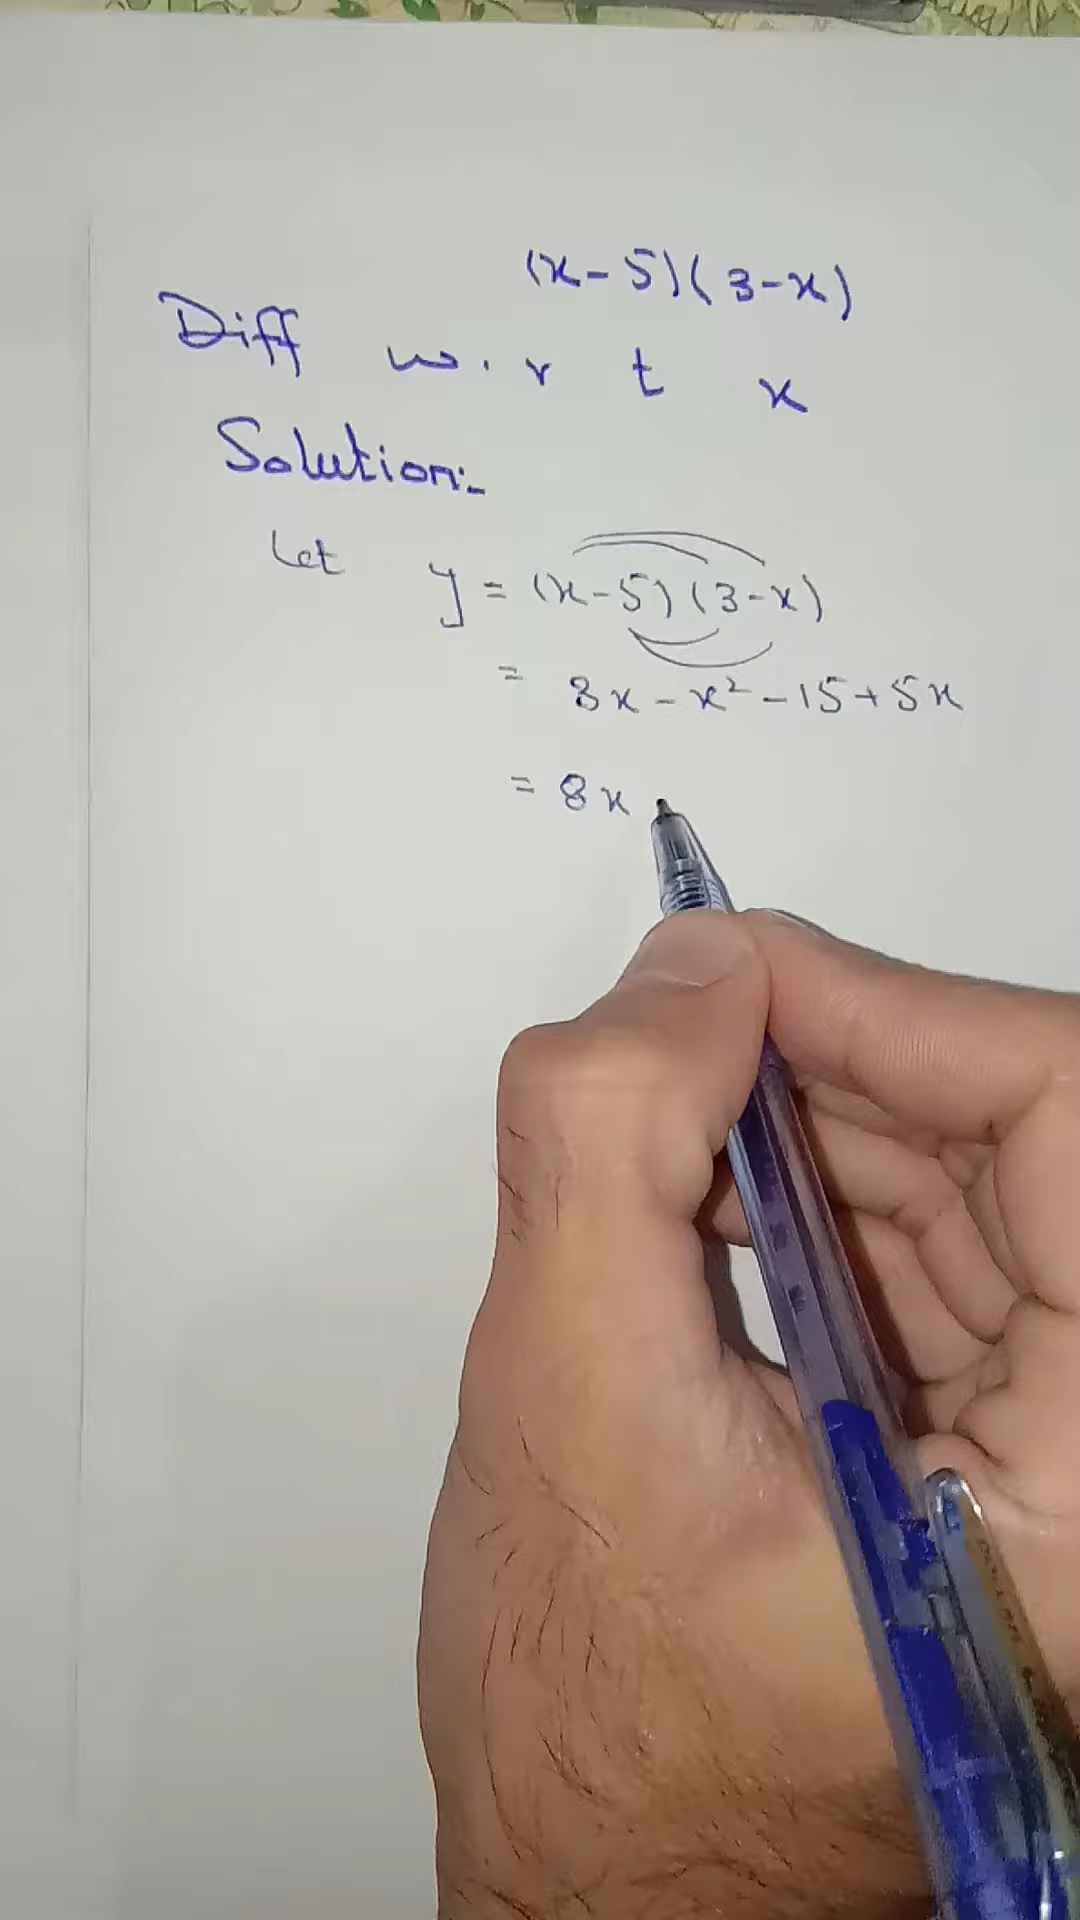 (x-5)(3-x)
Diff w.r t x
Solution:-
Let y = (x-5)(3-x)
= 3x - x² - 15 + 5x
= 8x